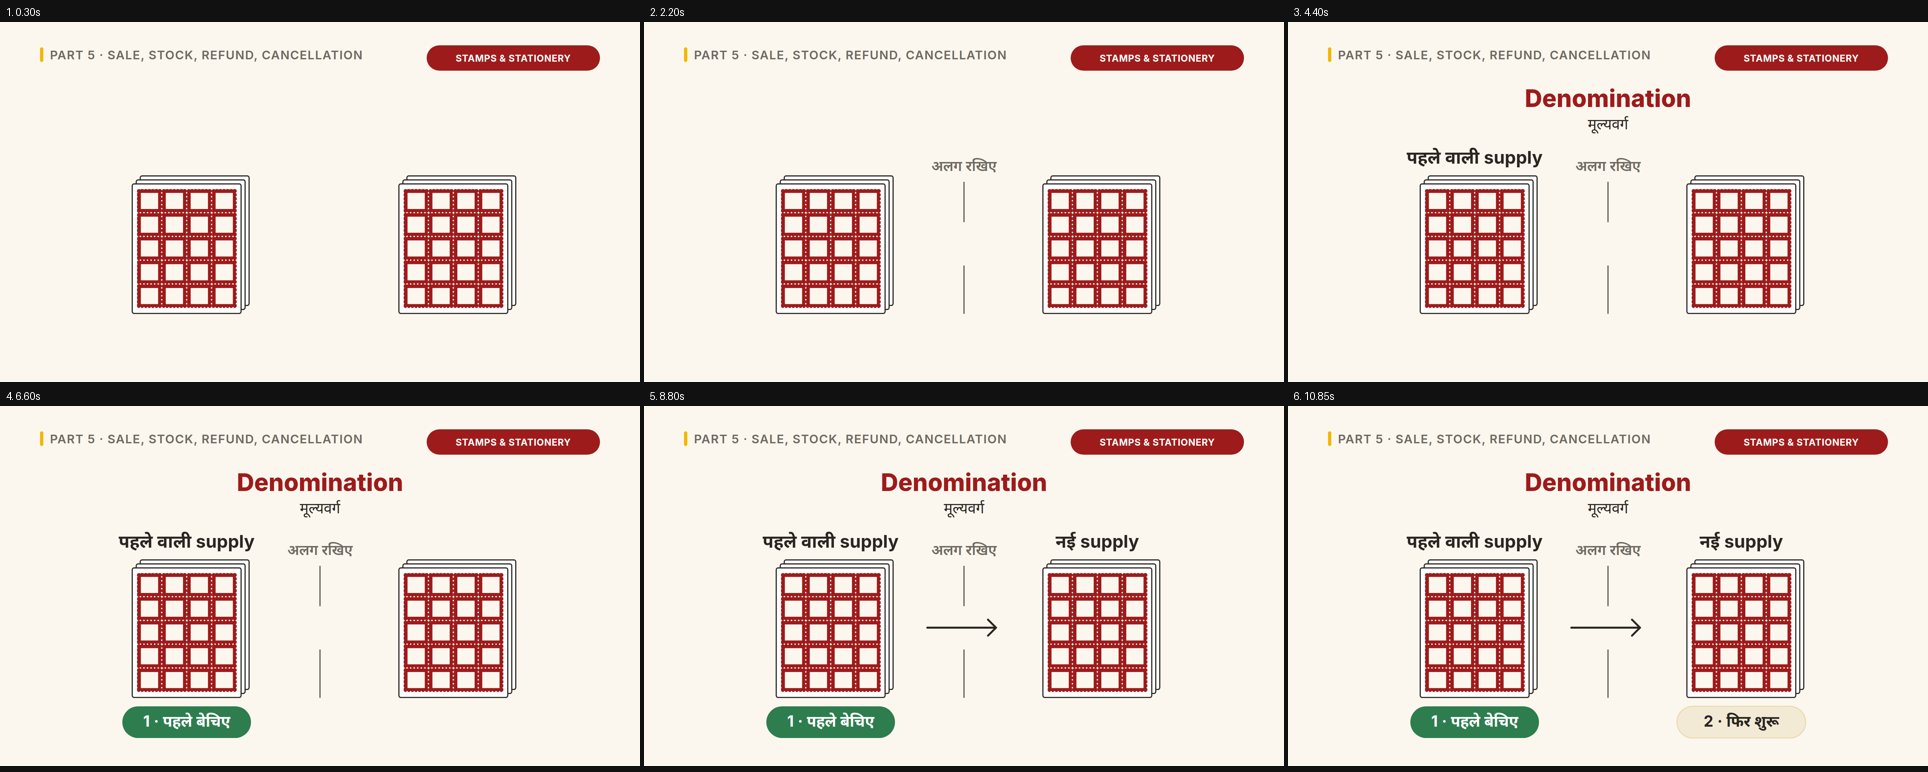 1. 0.30s
PART 5 · SALE, STOCK, REFUND, CANCELLATION
STAMPS & STATIONERY
2. 2.20s
PART 5 · SALE, STOCK, REFUND, CANCELLATION
STAMPS & STATIONERY
अलग रखिए
3. 4.40s
PART 5 · SALE, STOCK, REFUND, CANCELLATION
STAMPS & STATIONERY
Denomination
मूल्यवर्ग
पहले वाली supply
अलग रखिए
4. 6.60s
PART 5 · SALE, STOCK, REFUND, CANCELLATION
STAMPS & STATIONERY
Denomination
मूल्यवर्ग
पहले वाली supply
अलग रखिए
1 · पहले बेचिए
5. 8.80s
PART 5 · SALE, STOCK, REFUND, CANCELLATION
STAMPS & STATIONERY
Denomination
मूल्यवर्ग
पहले वाली supply
अलग रखिए
नई supply
1 · पहले बेचिए
6. 10.85s
PART 5 · SALE, STOCK, REFUND, CANCELLATION
STAMPS & STATIONERY
Denomination
मूल्यवर्ग
पहले वाली supply
अलग रखिए
नई supply
1 · पहले बेचिए
2 · फिर शुरू